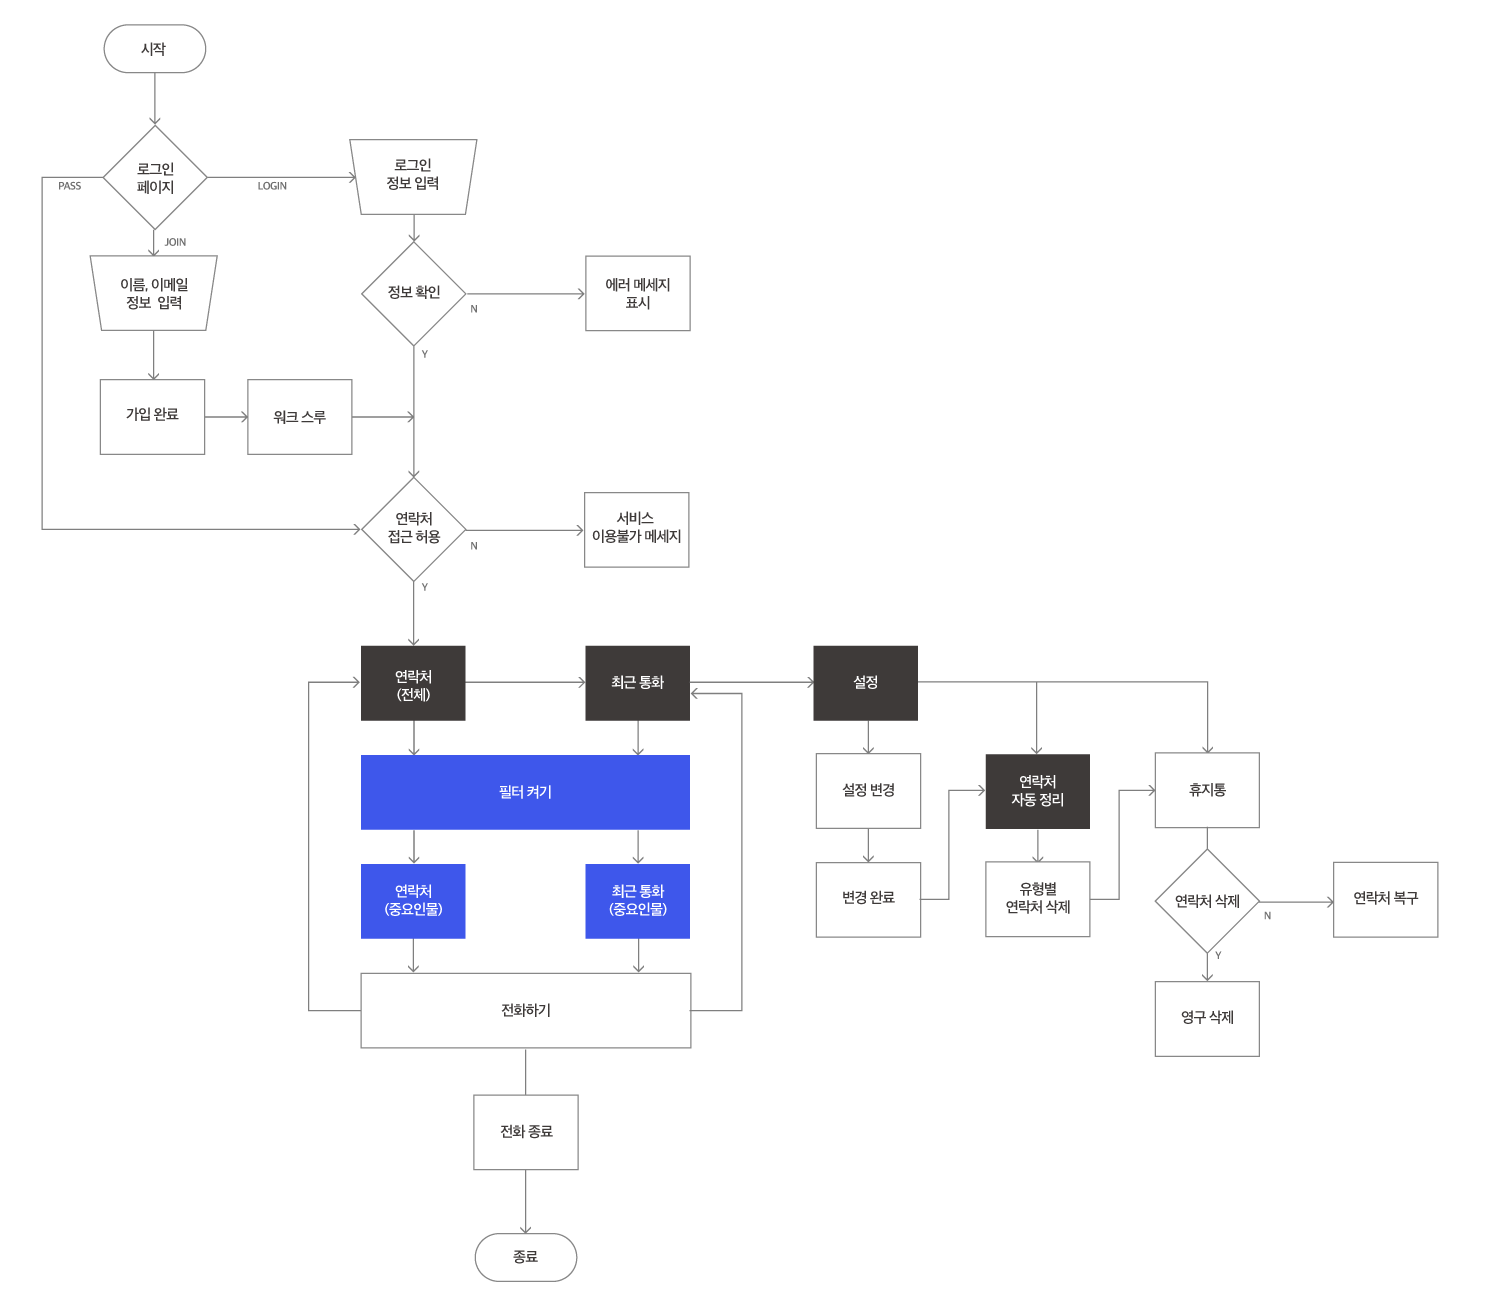 시작
로그인
페이지
PASS
LOGIN
JOIN
로그인
정보 입력
이름, 이메일
정보 입력
정보 확인
N
Y
에러 메세지
표시
가입 완료
워크 스루
연락처
접근 허용
N
Y
서비스
이용불가 메세지
연락처
(전체)
최근 통화
설정
필터 켜기
설정 변경
연락처
자동 정리
휴지통
연락처
(중요인물)
최근 통화
(중요인물)
변경 완료
유형별
연락처 삭제
연락처 삭제
N
Y
연락처 복구
전화하기
영구 삭제
전화 종료
종료